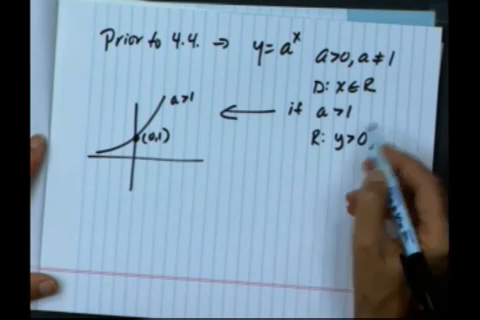 Prior to 4.4. → y=a^x a>0, a≠1
D: x∈R
a>1 ← if a>1
(0,1) R: y>0,